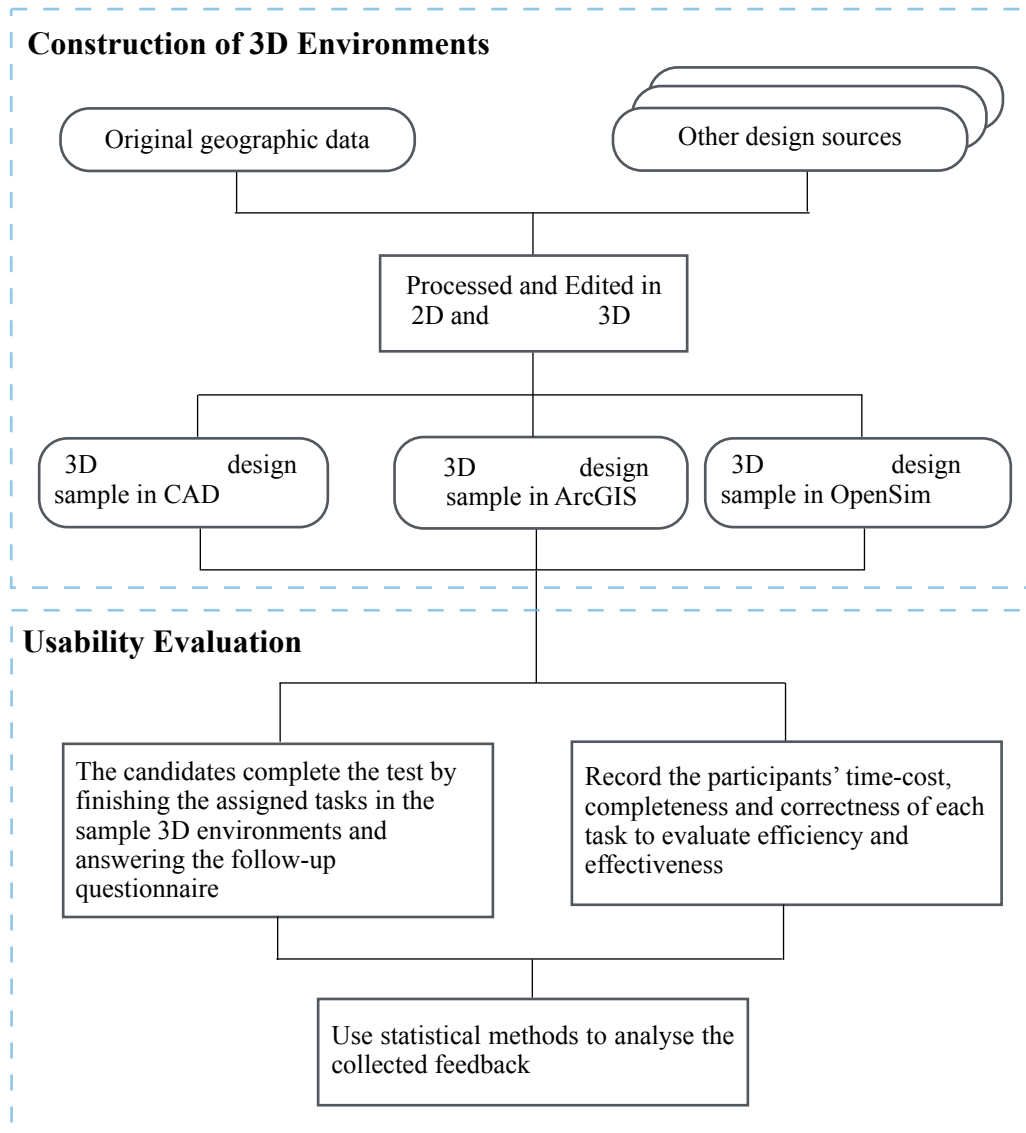 Construction of 3D Environments
Original geographic data
Other design sources
Processed and Edited in
2D and 3D
3D design
sample in CAD
3D design
sample in ArcGIS
3D design
sample in OpenSim
Usability Evaluation
The candidates complete the test by
finishing the assigned tasks in the
sample 3D environments and
answering the follow-up
questionnaire
Record the participants’ time-cost,
completeness and correctness of each
task to evaluate efficiency and
effectiveness
Use statistical methods to analyse the
collected feedback